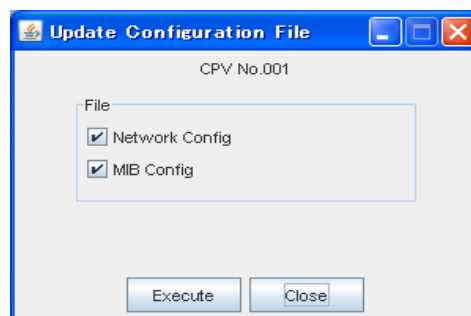 Update Configuration File
CPV No.001
File
Network Config
MIB Config
Execute Close